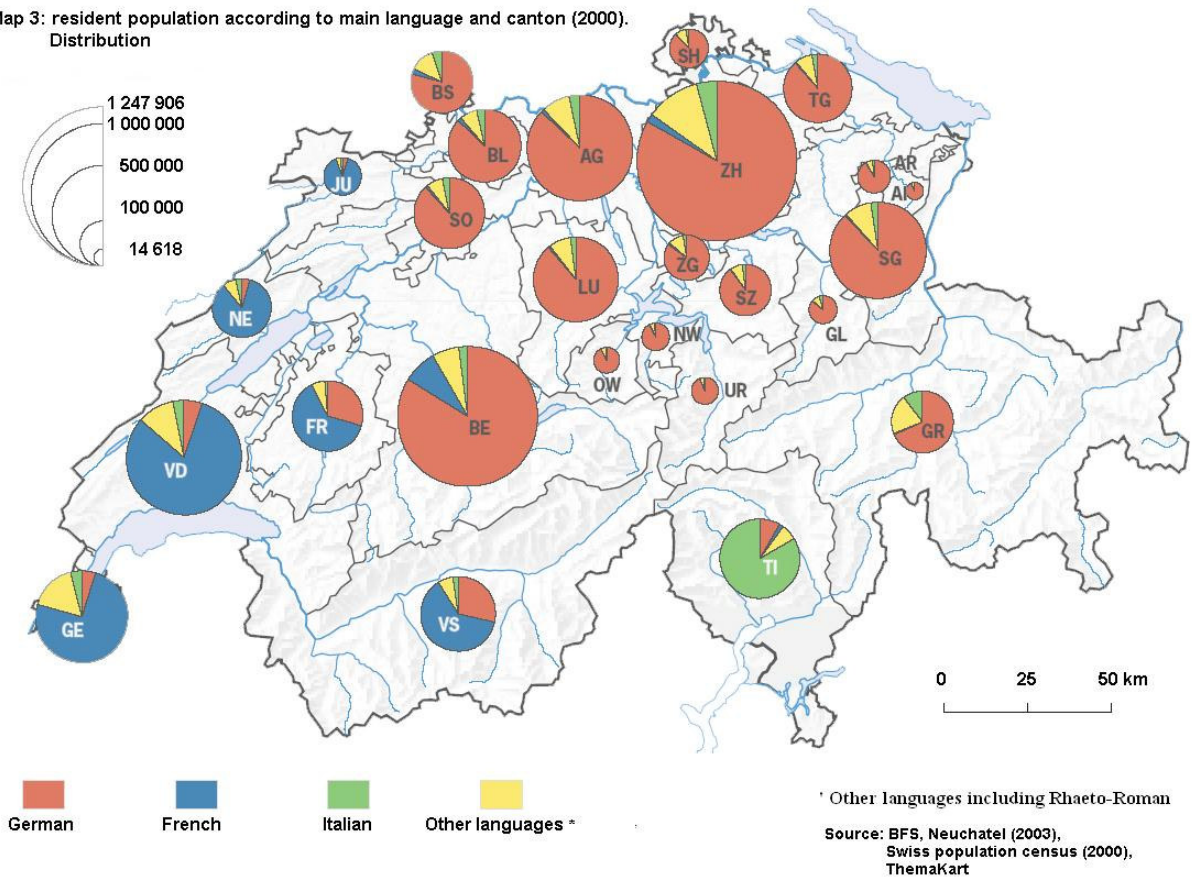 Map 3: resident population according to main language and canton (2000).
Distribution
1 247 906
1 000 000
500 000
100 000
14 618
SH
BS
TG
BL
AG
ZH
AR
JU
AI
SO
SG
ZG
LU
SZ
NE
GL
NW
OW
UR
FR
BE
GR
VD
TI
GE
VS
0 25 50 km
German
French
Italian
Other languages *
* Other languages including Rhaeto-Roman
Source: BFS, Neuchatel (2003),
Swiss population census (2000),
ThemaKart